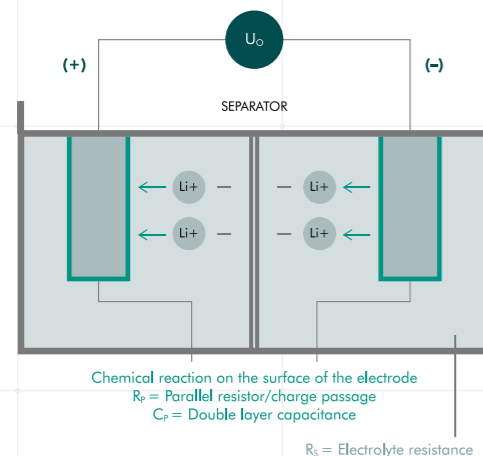 U₀
(+)
(–)
SEPARATOR
Li+
Li+
Li+
Li+
Chemical reaction on the surface of the electrode
Rₚ = Parallel resistor/charge passage
Cₚ = Double layer capacitance
Rₛ = Electrolyte resistance